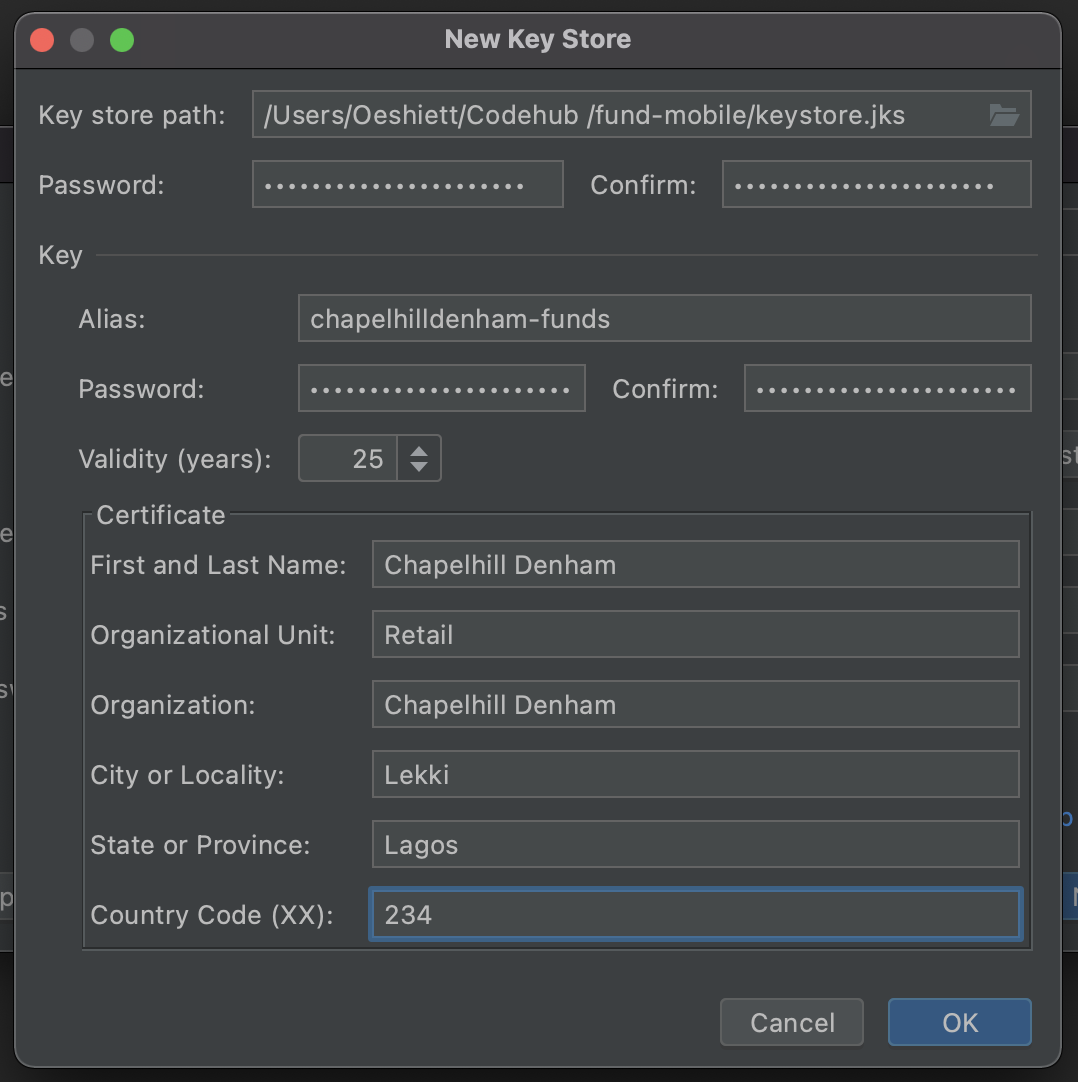 New Key Store
Key store path: /Users/Oeshiett/Codehub /fund-mobile/keystore.jks
Password: •••••••••••••••••••••• Confirm: ••••••••••••••••••••••
Key
Alias: chapelhilldenham-funds
Password: •••••••••••••••••••••• Confirm: ••••••••••••••••••••••
Validity (years): 25
Certificate
First and Last Name: Chapelhill Denham
Organizational Unit: Retail
Organization: Chapelhill Denham
City or Locality: Lekki
State or Province: Lagos
Country Code (XX): 234
Cancel OK